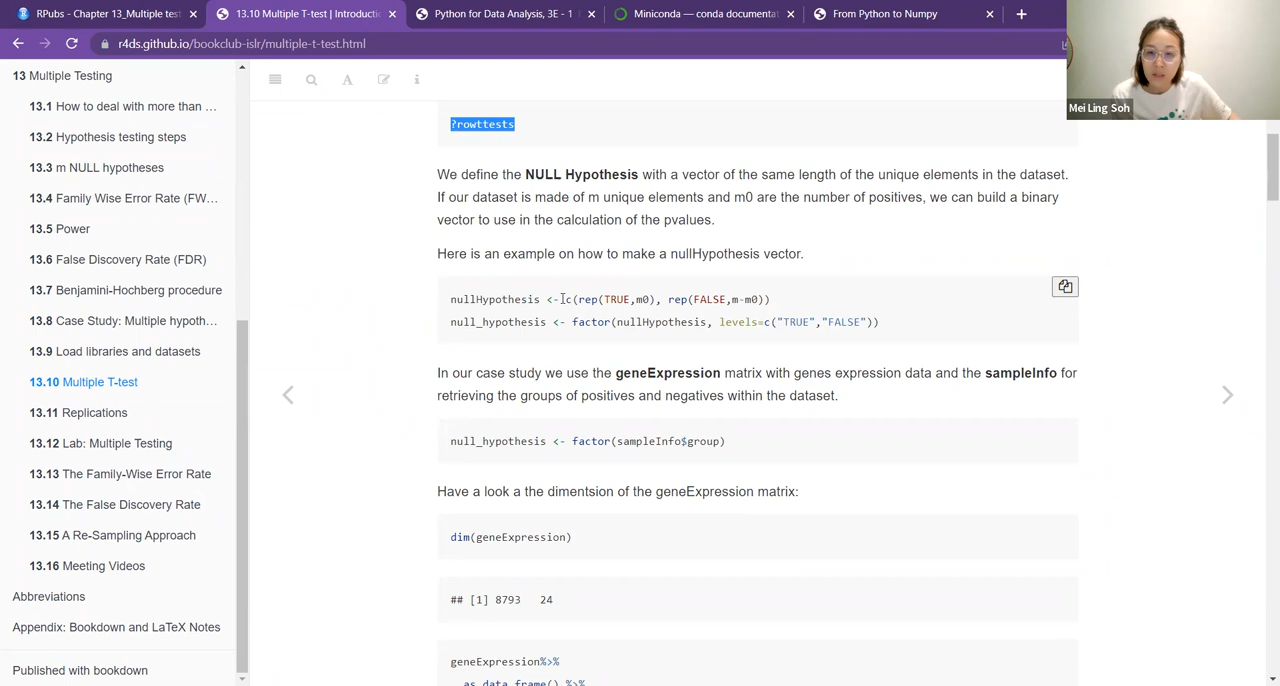 RPubs - Chapter 13_Multiple test
13.10 Multiple T-test | Introducti
Python for Data Analysis, 3E - 1
Miniconda — conda documentat
From Python to Numpy
r4ds.github.io/bookclub-islr/multiple-t-test.html
Mei Ling Soh
13 Multiple Testing
13.1 How to deal with more than ...
13.2 Hypothesis testing steps
13.3 m NULL hypotheses
13.4 Family Wise Error Rate (FW...
13.5 Power
13.6 False Discovery Rate (FDR)
13.7 Benjamini-Hochberg procedure
13.8 Case Study: Multiple hypoth...
13.9 Load libraries and datasets
13.10 Multiple T-test
13.11 Replications
13.12 Lab: Multiple Testing
13.13 The Family-Wise Error Rate
13.14 The False Discovery Rate
13.15 A Re-Sampling Approach
13.16 Meeting Videos
Abbreviations
Appendix: Bookdown and LaTeX Notes
Published with bookdown
?rowttests
We define the NULL Hypothesis with a vector of the same length of the unique elements in the dataset.
If our dataset is made of m unique elements and m0 are the number of positives, we can build a binary
vector to use in the calculation of the pvalues.
Here is an example on how to make a nullHypothesis vector.
nullHypothesis <- c(rep(TRUE,m0), rep(FALSE,m-m0))
null_hypothesis <- factor(nullHypothesis, levels=c("TRUE","FALSE"))
In our case study we use the geneExpression matrix with genes expression data and the sampleInfo for
retrieving the groups of positives and negatives within the dataset.
null_hypothesis <- factor(sampleInfo$group)
Have a look a the dimentsion of the geneExpression matrix:
dim(geneExpression)
## [1] 8793 24
geneExpression%>%
as.data.frame() %>%